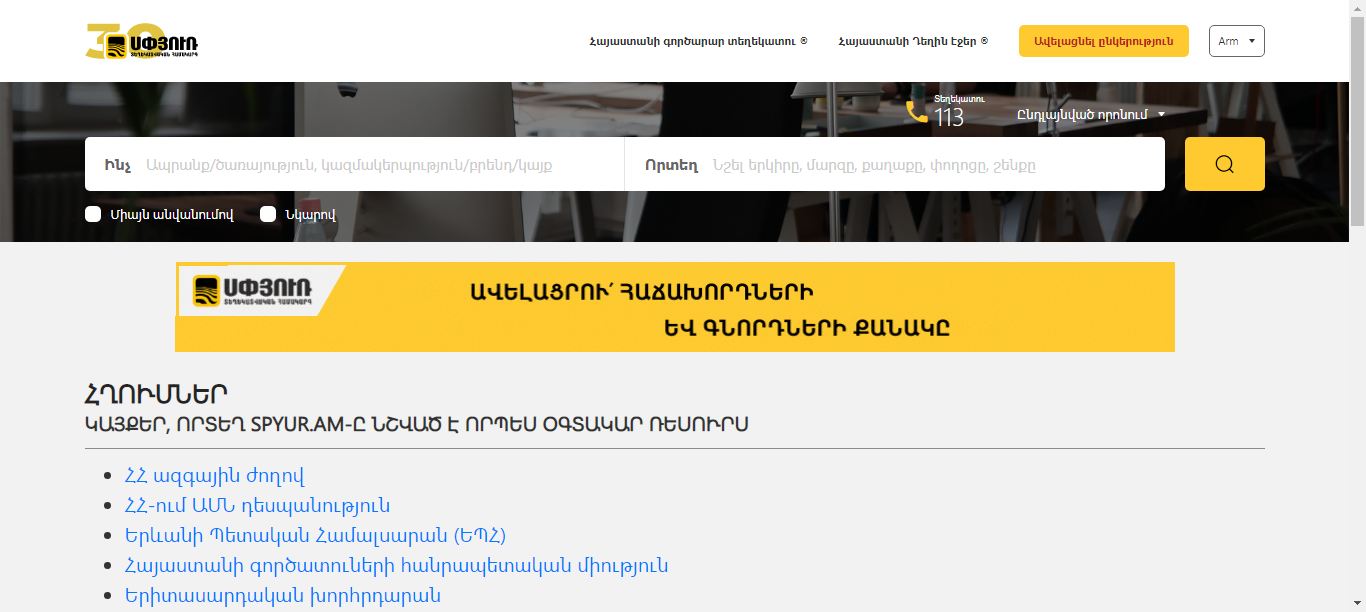 30 ՍՓՅՈՒՌ
ՏԵՂԵԿԱՏՎԱԿԱՆ ՀԱՄԱԿԱՐԳ
Հայաստանի գործարար տեղեկատու ®
Հայաստանի Դեղին էջեր ®
Ավելացնել ընկերություն
Arm
Տեղեկատու
113
Ընդլայնված որոնում
Ինչ Ապրանք/ծառայություն, կազմակերպություն/բրենդ/կայք
Որտեղ Նշել երկիրը, մարզը, քաղաքը, փողոցը, շենքը
Միայն անվանումով
Նկարով
ՍՓՅՈՒՌ
ՏԵՂԵԿԱՏՎԱԿԱՆ ՀԱՄԱԿԱՐԳ
ԱՎԵԼԱՑՐՈՒ՛ ՀԱՃԱԽՈՐԴՆԵՐԻ
ԵՎ ԳՆՈՐԴՆԵՐԻ ՔԱՆԱԿԸ
ՀՂՈՒՄՆԵՐ
ԿԱՅՔԵՐ, ՈՐՏԵՂ SPYUR.AM-Ը ՆՇՎԱԾ Է ՈՐՊԵՍ ՕԳՏԱԿԱՐ ՌԵՍՈՒՐՍ
ՀՀ ազգային ժողով
ՀՀ-ում ԱՄՆ դեսպանություն
Երևանի Պետական Համալսարան (ԵՊՀ)
Հայաստանի գործատուների հանրապետական միություն
Երիտասարդական խորհրդարան